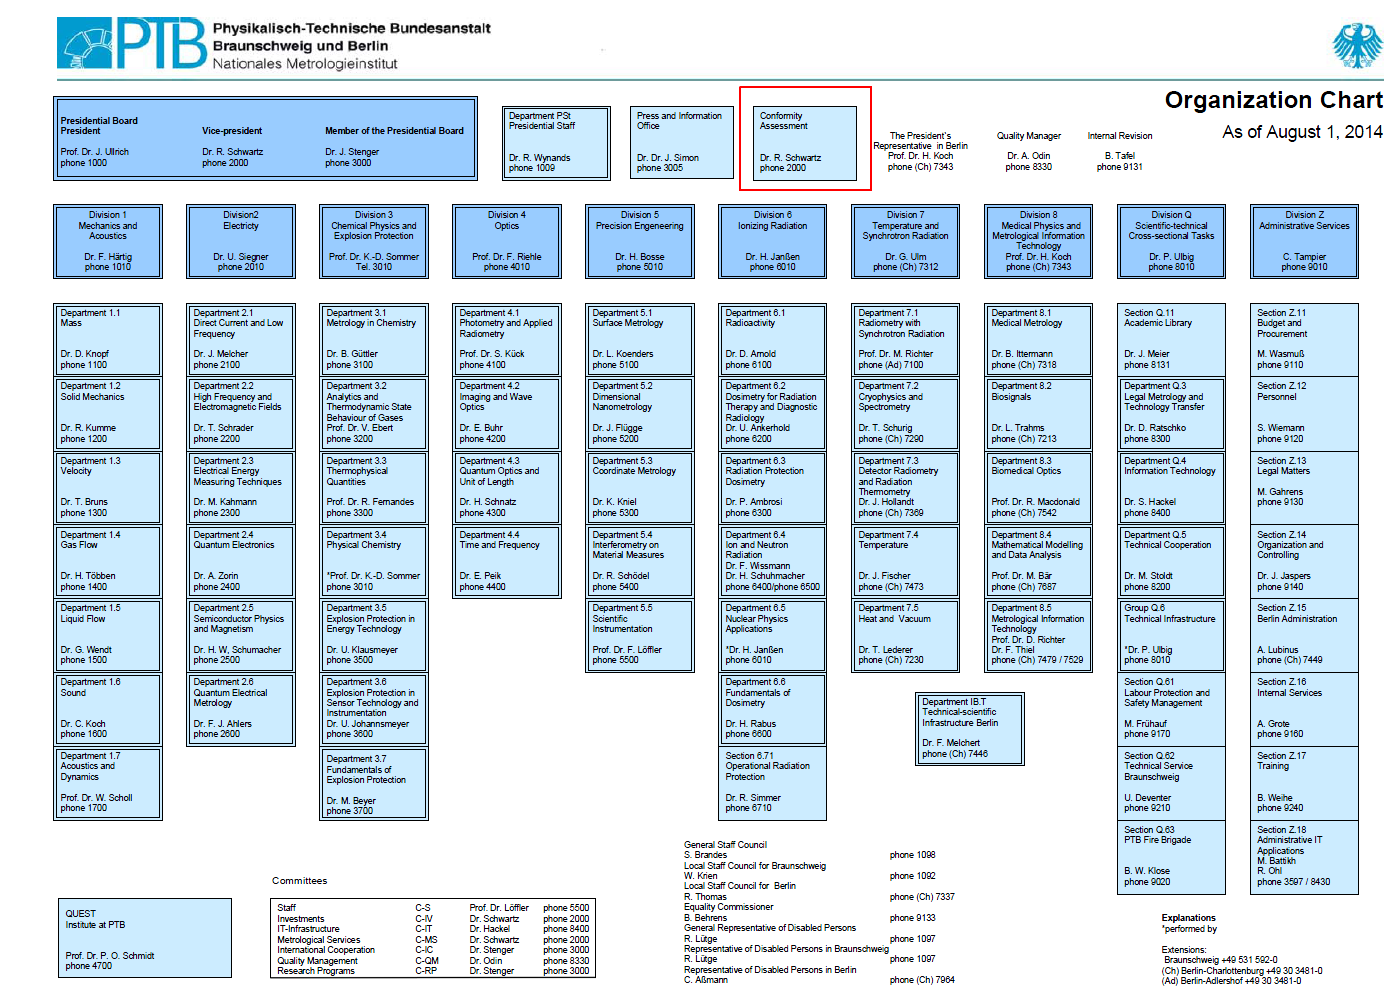 PTB
Physikalisch-Technische Bundesanstalt
Braunschweig und Berlin
Nationales Metrologieinstitut
Organization Chart
As of August 1, 2014
Presidential Board
President
Prof. Dr. J. Ullrich
phone 1000
Vice-president
Dr. R. Schwartz
phone 2000
Member of the Presidential Board
Dr. J. Stenger
phone 3000
Department PSt
Presidential Staff
Dr. R. Wynands
phone 1009
Press and Information
Office
Dr. Dr. J. Simon
phone 3005
Conformity
Assessment
Dr. R. Schwartz
phone 2000
The President's
Representative in Berlin
Prof. Dr. H. Koch
phone (Ch) 7343
Quality Manager
Dr. A. Odin
phone 8330
Internal Revision
B. Tafel
phone 9131
Division 1
Mechanics and
Acoustics
Dr. F. Härtig
phone 1010
Division2
Electricty
Dr. U. Siegner
phone 2010
Division 3
Chemical Physics and
Explosion Protection
Prof. Dr. K.-D. Sommer
Tel. 3010
Division 4
Optics
Prof. Dr. F. Riehle
phone 4010
Division 5
Precision Engeneering
Dr. H. Bosse
phone 5010
Division 6
Ionizing Radiation
Dr. H. Janßen
phone 6010
Division 7
Temperature and
Synchrotron Radiation
Dr. G. Ulm
phone (Ch) 7312
Division 8
Medical Physics and
Metrological Information
Technology
Prof. Dr. H. Koch
phone (Ch) 7343
Division Q
Scientific-technical
Cross-sectional Tasks
Dr. P. Ulbig
phone 8010
Division Z
Administrative Services
C. Tampier
phone 9010
Department 1.1
Mass
Dr. D. Knopf
phone 1100
Department 1.2
Solid Mechanics
Dr. R. Kumme
phone 1200
Department 1.3
Velocity
Dr. T. Bruns
phone 1300
Department 1.4
Gas Flow
Dr. H. Többen
phone 1400
Department 1.5
Liquid Flow
Dr. G. Wendt
phone 1500
Department 1.6
Sound
Dr. C. Koch
phone 1600
Department 1.7
Acoustics and
Dynamics
Prof. Dr. W. Scholl
phone 1700
Department 2.1
Direct Current and Low
Frequency
Dr. J. Melcher
phone 2100
Department 2.2
High Frequency and
Electromagnetic Fields
Dr. T. Schrader
phone 2200
Department 2.3
Electrical Energy
Measuring Techniques
Dr. M. Kahmann
phone 2300
Department 2.4
Quantum Electronics
Dr. A. Zorin
phone 2400
Department 2.5
Semiconductor Physics
and Magnetism
Dr. H. W, Schumacher
phone 2500
Department 2.6
Quantum Electrical
Metrology
Dr. F. J. Ahlers
phone 2600
Department 3.1
Metrology in Chemistry
Dr. B. Güttler
phone 3100
Department 3.2
Analytics and
Thermodynamic State
Behaviour of Gases
Prof. Dr. V. Ebert
phone 3200
Department 3.3
Thermophysical
Quantities
Prof. Dr. R. Fernandes
phone 3300
Department 3.4
Physical Chemistry
*Prof. Dr. K.-D. Sommer
phone 3010
Department 3.5
Explosion Protection in
Energy Technology
Dr. U. Klausmeyer
phone 3500
Department 3.6
Explosion Protection in
Sensor Technology and
Instrumentation
Dr. U. Johannsmeyer
phone 3600
Department 3.7
Fundamentals of
Explosion Protection
Dr. M. Beyer
phone 3700
Department 4.1
Photometry and Applied
Radiometry
Prof. Dr. S. Kück
phone 4100
Department 4.2
Imaging and Wave
Optics
Dr. E. Buhr
phone 4200
Department 4.3
Quantum Optics and
Unit of Length
Dr. H. Schnatz
phone 4300
Department 4.4
Time and Frequency
Dr. E. Peik
phone 4400
Department 5.1
Surface Metrology
Dr. L. Koenders
phone 5100
Department 5.2
Dimensional
Nanometrology
Dr. J. Flügge
phone 5200
Department 5.3
Coordinate Metrology
Dr. K. Kniel
phone 5300
Department 5.4
Interferometry on
Material Measures
Dr. R. Schödel
phone 5400
Department 5.5
Scientific
Instrumentation
Prof. Dr. F. Löffler
phone 5500
Department 6.1
Radioactivity
Dr. D. Arnold
phone 6100
Department 6.2
Dosimetry for Radiation
Therapy and Diagnostic
Radiology
Dr. U. Ankerhold
phone 6200
Department 6.3
Radiation Protection
Dosimetry
Dr. P. Ambrosi
phone 6300
Department 6.4
Ion and Neutron
Radiation
Dr. F. Wissmann
Dr. H. Schuhmacher
phone 6400/phone 6500
Department 6.5
Nuclear Physics
Applications
*Dr. H. Janßen
phone 6010
Department 6.6
Fundamentals of
Dosimetry
Dr. H. Rabus
phone 6600
Section 6.71
Operational Radiation
Protection
Dr. R. Simmer
phone 6710
Department 7.1
Radiometry with
Synchrotron Radiation
Prof. Dr. M. Richter
phone (Ad) 7100
Department 7.2
Cryophysics and
Spectrometry
Dr. T. Schurig
phone (Ch) 7290
Department 7.3
Detector Radiometry
and Radiation
Thermometry
Dr. J. Hollandt
phone (Ch) 7369
Department 7.4
Temperature
Dr. J. Fischer
phone (Ch) 7473
Department 7.5
Heat and Vacuum
Dr. T. Lederer
phone (Ch) 7230
Department 8.1
Medical Metrology
Dr. B. Ittermann
phone (Ch) 7318
Department 8.2
Biosignals
Dr. L. Trahms
phone (Ch) 7213
Department 8.3
Biomedical Optics
Prof. Dr. R. Macdonald
phone (Ch) 7542
Department 8.4
Mathematical Modelling
and Data Analysis
Prof. Dr. M. Bär
phone (Ch) 7687
Department 8.5
Metrological Information
Technology
Prof. Dr. D. Richter
Dr. F. Thiel
phone (Ch) 7479 / 7529
Department IB.T
Technical-scientific
Infrastructure Berlin
Dr. F. Melchert
phone (Ch) 7446
Section Q.11
Academic Library
Dr. J. Meier
phone 8131
Department Q.3
Legal Metrology and
Technology Transfer
Dr. D. Ratschko
phone 8300
Department Q.4
Information Technology
Dr. S. Hackel
phone 8400
Department Q.5
Technical Cooperation
Dr. M. Stoldt
phone 8200
Group Q.6
Technical Infrastructure
*Dr. P. Ulbig
phone 8010
Section Q.61
Labour Protection and
Safety Management
M. Frühauf
phone 9170
Section Q.62
Technical Service
Braunschweig
U. Deventer
phone 9210
Section Q.63
PTB Fire Brigade
B. W. Klose
phone 9020
Section Z.11
Budget and
Procurement
M. Wasmuß
phone 9110
Section Z.12
Personnel
S. Wiemann
phone 9120
Section Z.13
Legal Matters
M. Gahrens
phone 9130
Section Z.14
Organization and
Controlling
Dr. J. Jaspers
phone 9140
Section Z.15
Berlin Administration
A. Lubinus
phone (Ch) 7449
Section Z.16
Internal Services
A. Grote
phone 9160
Section Z.17
Training
B. Weihe
phone 9240
Section Z.18
Administrative IT
Applications
M. Battikh
R. Ohl
phone 3597 / 8430
QUEST
Institute at PTB
Prof. Dr. P. O. Schmidt
phone 4700
Committees
Staff C-S Prof. Dr. Löffler phone 5500
Investments C-IV Dr. Schwartz phone 2000
IT-Infrastructure C-IT Dr. Hackel phone 8400
Metrological Services C-MS Dr. Schwartz phone 2000
International Cooperation C-IC Dr. Stenger phone 3000
Quality Management C-QM Dr. Odin phone 8330
Research Programs C-RP Dr. Stenger phone 3000
General Staff Council
S. Brandes phone 1098
Local Staff Council for Braunschweig
W. Krien phone 1092
Local Staff Council for Berlin
R. Thomas phone (Ch) 7337
Equality Commissioner
B. Behrens phone 9133
General Representative of Disabled Persons
R. Lütge phone 1097
Representative of Disabled Persons in Braunschweig
R. Lütge phone 1097
Representative of Disabled Persons in Berlin
C. Aßmann phone (Ch) 7964
Explanations
*performed by
Extensions:
Braunschweig +49 531 592-0
(Ch) Berlin-Charlottenburg +49 30 3481-0
(Ad) Berlin-Adlershof +49 30 3481-0